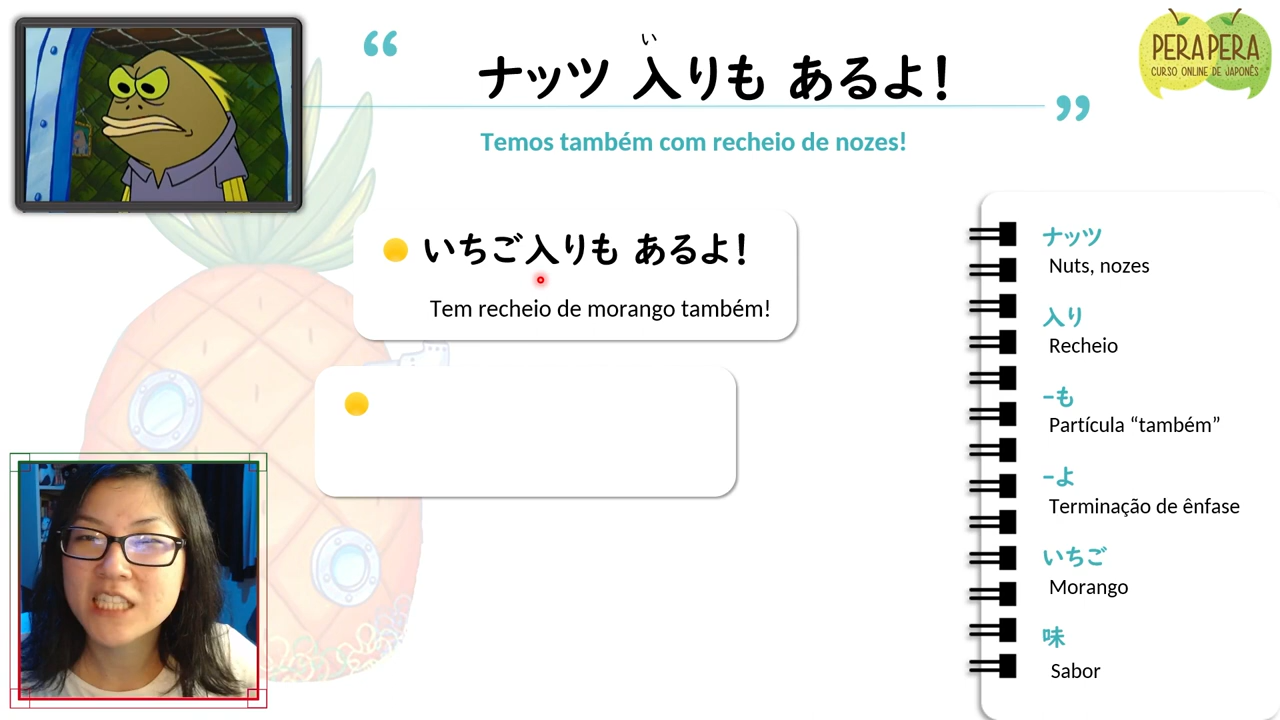 “
い
ナッツ 入りも あるよ!
”
Temos também com recheio de nozes!
PERA PERA
CURSO ONLINE DE JAPONÊS
いちご入りも あるよ!
Tem recheio de morango também!
ナッツ
Nuts, nozes
入り
Recheio
-も
Partícula “também”
-よ
Terminação de ênfase
いちご
Morango
味
Sabor